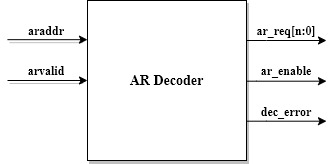 araddr
ar_req[n:0]
arvalid
AR Decoder
ar_enable
dec_error